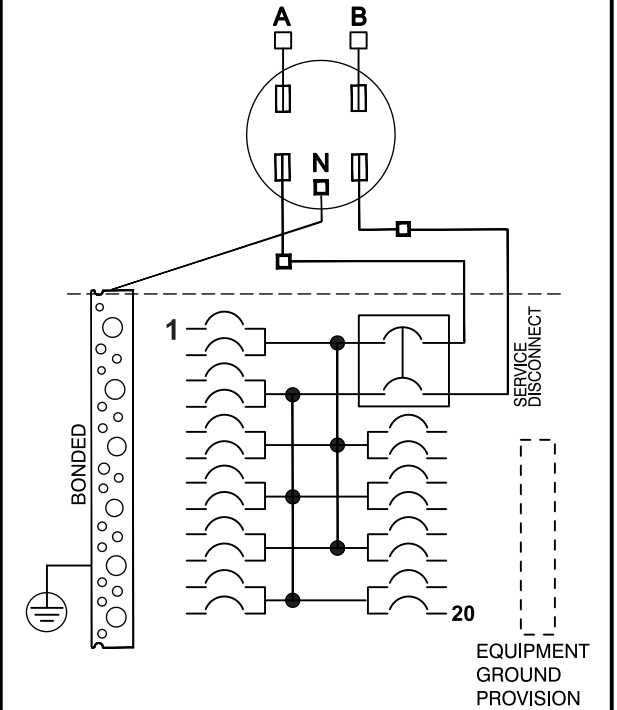 A B
N
1
SERVICE
DISCONNECT
BONDED
20
EQUIPMENT
GROUND
PROVISION